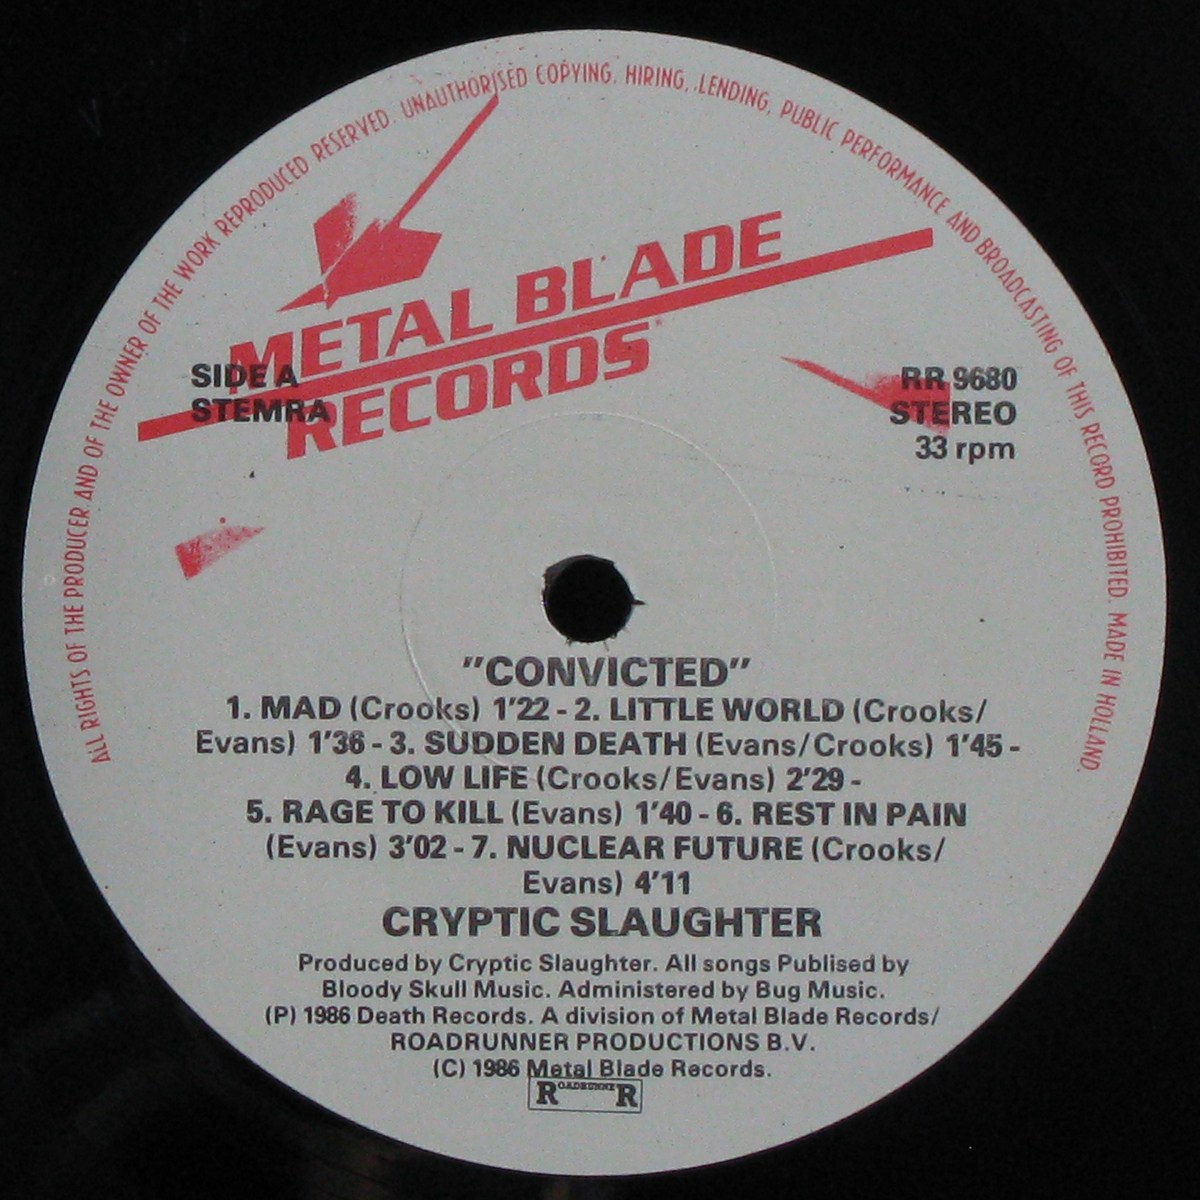 ALL RIGHTS OF THE PRODUCER AND OF THE OWNER OF THE WORK REPRODUCED RESERVED. UNAUTHORISED COPYING, HIRING, LENDING, PUBLIC PERFORMANCE AND BROADCASTING OF THIS RECORD PROHIBITED. MADE IN HOLLAND.
METAL BLADE
RECORDS
SIDE A
STEMRA
RR 9680
STEREO
33 rpm
"CONVICTED"
1. MAD (Crooks) 1'22 - 2. LITTLE WORLD (Crooks/
Evans) 1'36 - 3. SUDDEN DEATH (Evans/Crooks) 1'45 -
4. LOW LIFE (Crooks/Evans) 2'29 -
5. RAGE TO KILL (Evans) 1'40 - 6. REST IN PAIN
(Evans) 3'02 - 7. NUCLEAR FUTURE (Crooks/
Evans) 4'11
CRYPTIC SLAUGHTER
Produced by Cryptic Slaughter. All songs Publised by
Bloody Skull Music. Administered by Bug Music.
(P) 1986 Death Records. A division of Metal Blade Records/
ROADRUNNER PRODUCTIONS B.V.
(C) 1986 Metal Blade Records.
ROADRUNNER